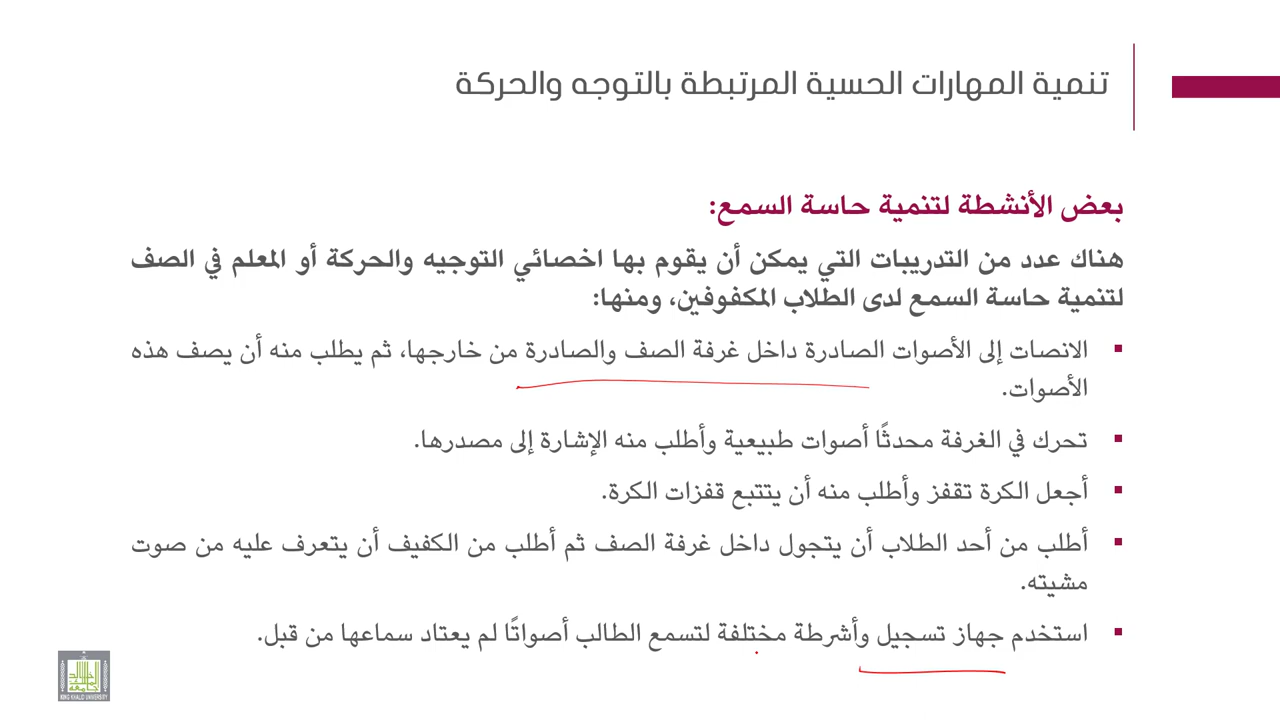 تنمية المهارات الحسية المرتبطة بالتوجه والحركة
بعض الأنشطة لتنمية حاسة السمع:
هناك عدد من التدريبات التي يمكن أن يقوم بها اخصائي التوجيه والحركة أو المعلم في الصف
لتنمية حاسة السمع لدى الطلاب المكفوفين، ومنها:
▪ الانصات إلى الأصوات الصادرة داخل غرفة الصف والصادرة من خارجها، ثم يطلب منه أن يصف هذه
الأصوات.
▪ تحرك في الغرفة محدثًا أصوات طبيعية وأطلب منه الإشارة إلى مصدرها.
▪ أجعل الكرة تقفز وأطلب منه أن يتتبع قفزات الكرة.
▪ أطلب من أحد الطلاب أن يتجول داخل غرفة الصف ثم أطلب من الكفيف أن يتعرف عليه من صوت
مشيته.
▪ استخدم جهاز تسجيل وأشرطة مختلفة لتسمع الطالب أصواتًا لم يعتاد سماعها من قبل.
KING KHALID UNIVERSITY